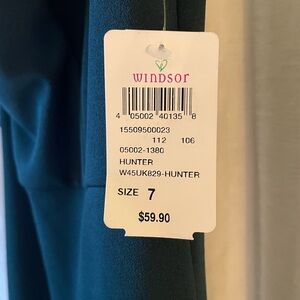 WINDSOR
4 05002 40135 8
15509500023
112 106
05002-1380
HUNTER
W45UK829-HUNTER
SIZE 7
$59.90